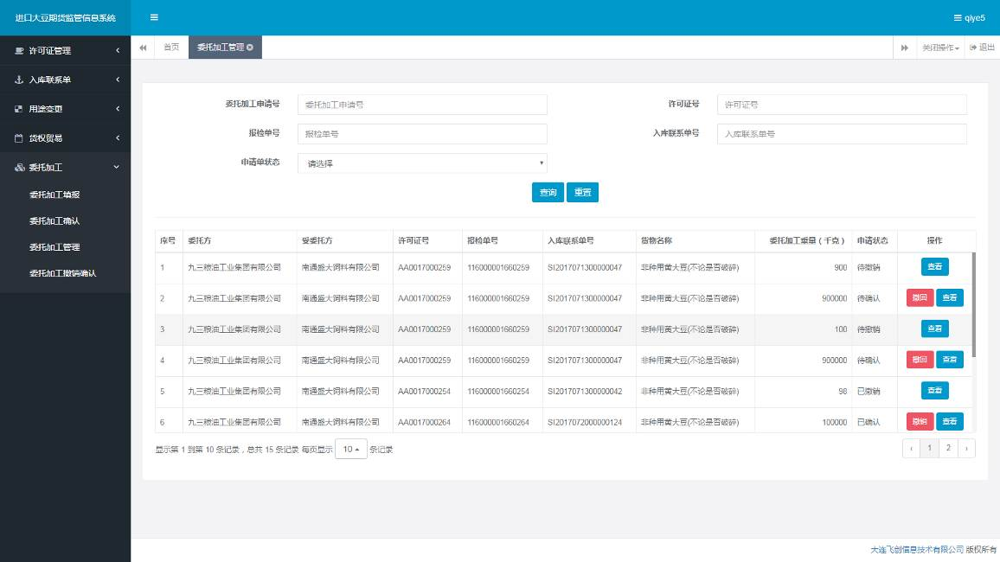 进口大豆期货监管信息系统
qiye5
许可证管理
入库联系单
用途变更
货权贸易
委托加工
委托加工填报
委托加工确认
委托加工管理
委托加工撤销确认
首页 委托加工管理 关闭操作 退出
委托加工申请号 委托加工申请号 许可证号 许可证号
报检单号 报检单号 入库联系单号 入库联系单号
申请单状态 请选择
查询 重置
序号 委托方 受委托方 许可证号 报检单号 入库联系单号 货物名称 委托加工重量（千克） 申请状态 操作
1 九三粮油工业集团有限公司 南通盛大饲料有限公司 AA0017000259 116000001660259 SI2017071300000047 非种用黄大豆(不论是否破碎) 900 待撤销 查看
2 九三粮油工业集团有限公司 南通盛大饲料有限公司 AA0017000259 116000001660259 SI2017071300000047 非种用黄大豆(不论是否破碎) 900000 待确认 撤回 查看
3 九三粮油工业集团有限公司 南通盛大饲料有限公司 AA0017000259 116000001660259 SI2017071300000047 非种用黄大豆(不论是否破碎) 100 待撤销 查看
4 九三粮油工业集团有限公司 南通盛大饲料有限公司 AA0017000259 116000001660259 SI2017071300000047 非种用黄大豆(不论是否破碎) 900000 待确认 撤回 查看
5 九三粮油工业集团有限公司 南通盛大饲料有限公司 AA0017000254 116000001660254 SI2017071300000042 非种用黄大豆(不论是否破碎) 98 已撤销 查看
6 九三粮油工业集团有限公司 南通盛大饲料有限公司 AA0017000264 116000001660264 SI2017072000000124 非种用黄大豆(不论是否破碎) 100000 已确认 撤销 查看
显示第 1 到第 10 条记录，总共 15 条记录 每页显示 10 条记录 ‹ 1 2 ›
大连飞创信息技术有限公司 版权所有